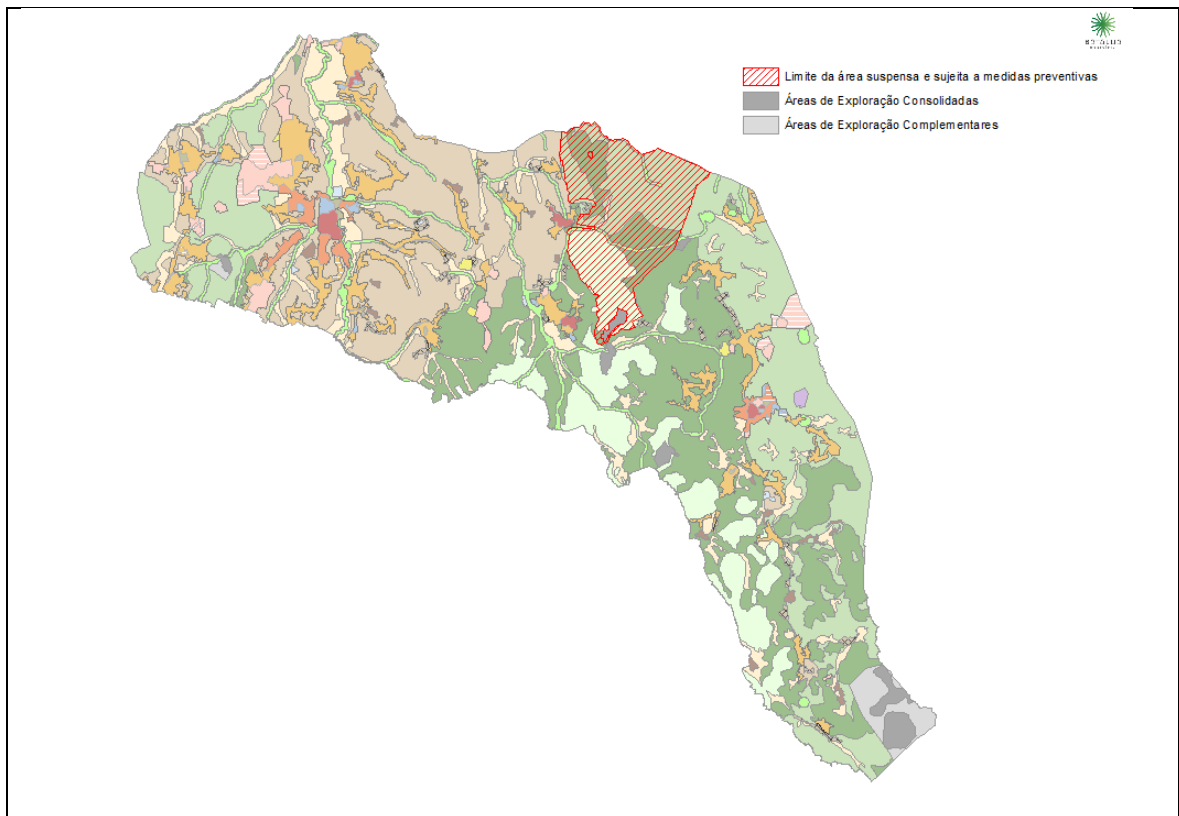 Limite da área suspensa e sujeita a medidas preventivas
Áreas de Exploração Consolidadas
Áreas de Exploração Complementares